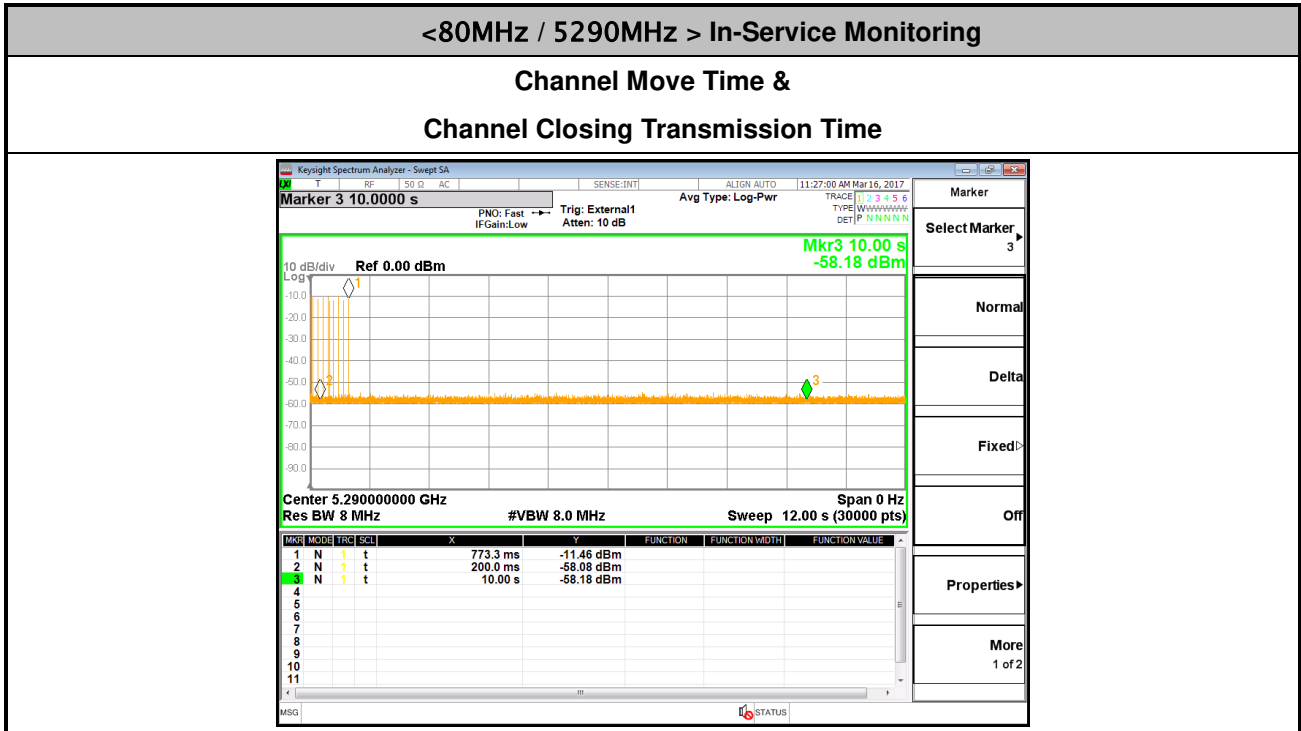 <80MHz / 5290MHz > In-Service Monitoring
Channel Move Time &
Channel Closing Transmission Time
Keysight Spectrum Analyzer - Swept SA
LXI T RF 50 Ω AC SENSE:INT ALIGN AUTO 11:27:00 AM Mar 16, 2017
Marker 3 10.0000 s
PNO: Fast
IFGain:Low
Trig: External1
Atten: 10 dB
Avg Type: Log-Pwr
TRACE 1 2 3 4 5 6
TYPE WWWWWW
DET P N N N N N
Mkr3 10.00 s
-58.18 dBm
10 dB/div Ref 0.00 dBm
Log
-10.0
-20.0
-30.0
-40.0
-50.0
-60.0
-70.0
-80.0
-90.0
1
2
3
Center 5.290000000 GHz Span 0 Hz
Res BW 8 MHz #VBW 8.0 MHz Sweep 12.00 s (30000 pts)
MKR MODE TRC SCL X Y FUNCTION FUNCTION WIDTH FUNCTION VALUE
1 N 1 t 773.3 ms -11.46 dBm
2 N 1 t 200.0 ms -58.08 dBm
3 N 1 t 10.00 s -58.18 dBm
4
5
6
7
8
9
10
11
MSG STATUS
Marker
Select Marker
3
Normal
Delta
Fixed
Off
Properties
More
1 of 2